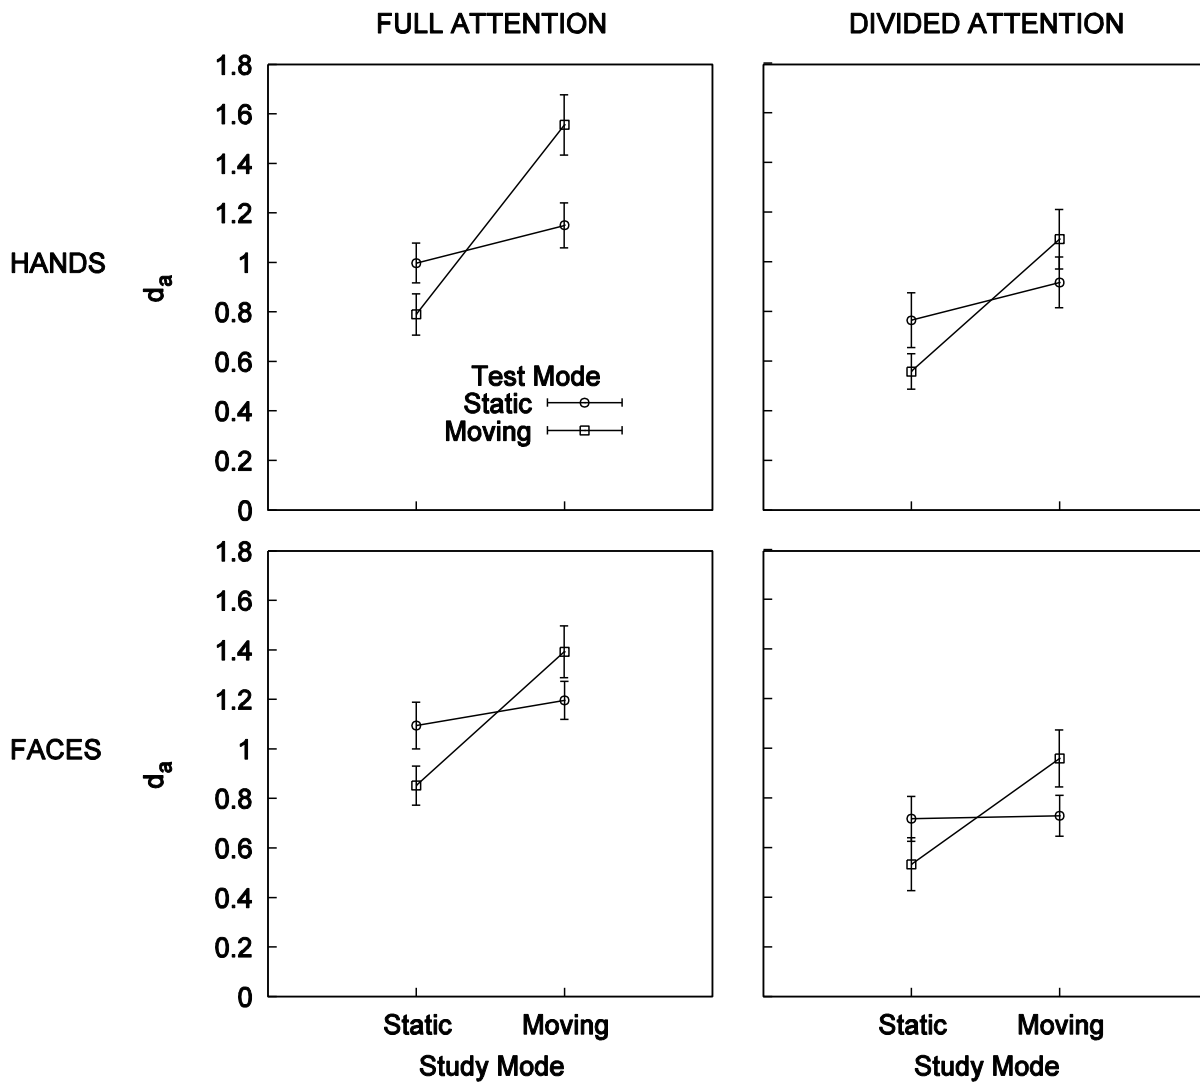 FULL ATTENTION
DIVIDED ATTENTION
HANDS
d_a
1.8
1.6
1.4
1.2
1
0.8
0.6
0.4
0.2
0
Test Mode
Static
Moving
FACES
d_a
1.8
1.6
1.4
1.2
1
0.8
0.6
0.4
0.2
0
Static Moving
Study Mode
Static Moving
Study Mode